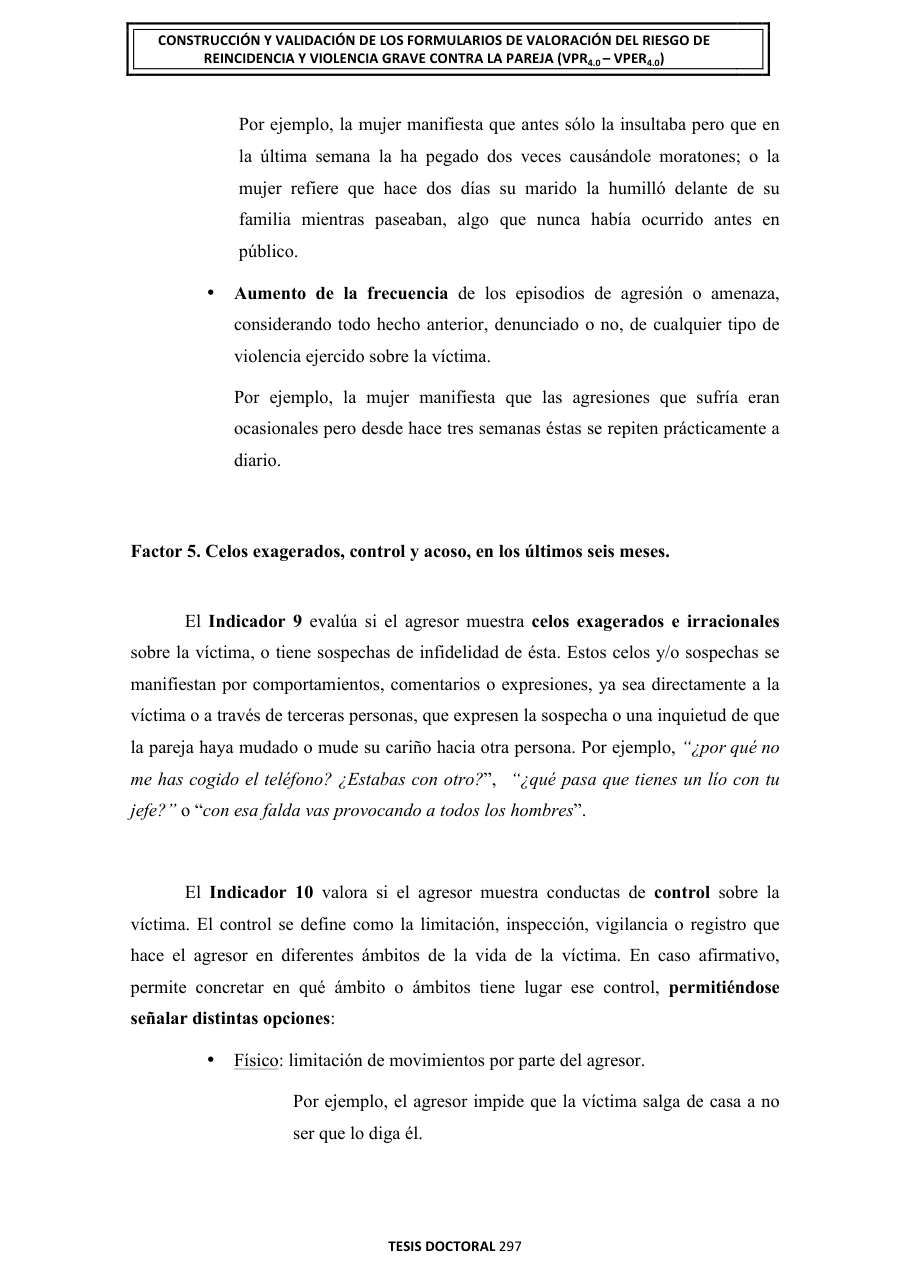 CONSTRUCCIÓN Y VALIDACIÓN DE LOS FORMULARIOS DE VALORACIÓN DEL RIESGO DE
REINCIDENCIA Y VIOLENCIA GRAVE CONTRA LA PAREJA (VPR4.0 – VPER4.0)
Por ejemplo, la mujer manifiesta que antes sólo la insultaba pero que en
la última semana la ha pegado dos veces causándole moratones; o la
mujer refiere que hace dos días su marido la humilló delante de su
familia mientras paseaban, algo que nunca había ocurrido antes en
público.
• Aumento de la frecuencia de los episodios de agresión o amenaza,
considerando todo hecho anterior, denunciado o no, de cualquier tipo de
violencia ejercido sobre la víctima.
Por ejemplo, la mujer manifiesta que las agresiones que sufría eran
ocasionales pero desde hace tres semanas éstas se repiten prácticamente a
diario.
Factor 5. Celos exagerados, control y acoso, en los últimos seis meses.
El Indicador 9 evalúa si el agresor muestra celos exagerados e irracionales
sobre la víctima, o tiene sospechas de infidelidad de ésta. Estos celos y/o sospechas se
manifiestan por comportamientos, comentarios o expresiones, ya sea directamente a la
víctima o a través de terceras personas, que expresen la sospecha o una inquietud de que
la pareja haya mudado o mude su cariño hacia otra persona. Por ejemplo, “¿por qué no
me has cogido el teléfono? ¿Estabas con otro?”, “¿qué pasa que tienes un lío con tu
jefe?” o “con esa falda vas provocando a todos los hombres”.
El Indicador 10 valora si el agresor muestra conductas de control sobre la
víctima. El control se define como la limitación, inspección, vigilancia o registro que
hace el agresor en diferentes ámbitos de la vida de la víctima. En caso afirmativo,
permite concretar en qué ámbito o ámbitos tiene lugar ese control, permitiéndose
señalar distintas opciones:
• Físico: limitación de movimientos por parte del agresor.
Por ejemplo, el agresor impide que la víctima salga de casa a no
ser que lo diga él.
TESIS DOCTORAL 297